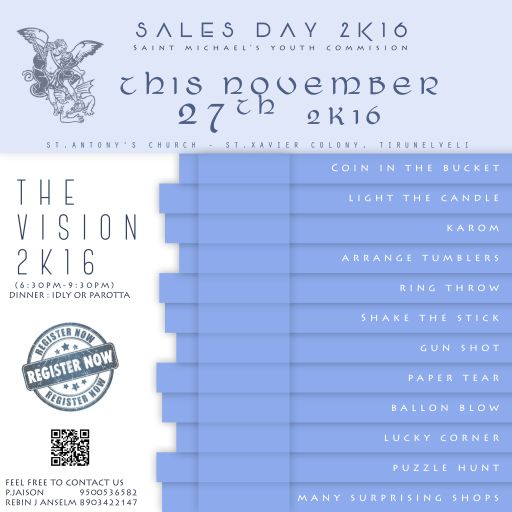 SALES DAY 2K16
SAINT MICHAEL'S YOUTH COMMISION
THIS NOVEMBER
27TH 2K16
ST.ANTONY'S CHURCH - ST.XAVIER COLONY, TIRUNELVELI
THE
VISION
2K16
(6:30PM-9:30PM)
DINNER : IDLY OR PAROTTA
REGISTER NOW
REGISTER NOW
REGISTER NOW
FEEL FREE TO CONTACT US
P.JAISON 9500536582
REBIN J ANSELM 8903422147
COIN IN THE BUCKET
LIGHT THE CANDLE
KAROM
ARRANGE TUMBLERS
RING THROW
SHAKE THE STICK
GUN SHOT
PAPER TEAR
BALLON BLOW
LUCKY CORNER
PUZZLE HUNT
MANY SURPRISING SHOPS